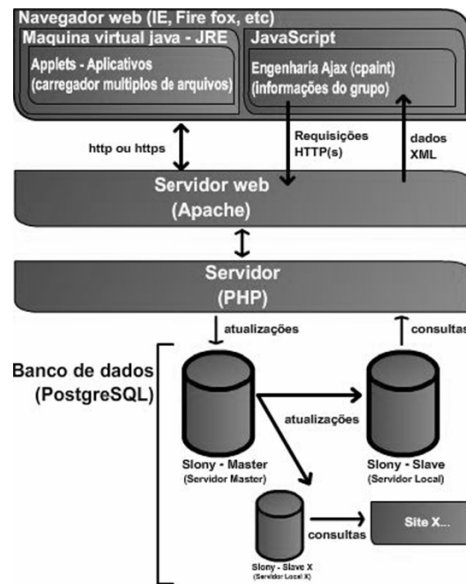 Navegador web (IE, Fire fox, etc)
Maquina virtual java - JRE
Applets - Aplicativos
(carregador multiplos de arquivos)
JavaScript
Engenharia Ajax (cpaint)
(informações do grupo)
http ou https
Requisições
HTTP(s)
dados
XML
Servidor web
(Apache)
Servidor
(PHP)
atualizações
consultas
Banco de dados
(PostgreSQL)
atualizações
Slony - Master
(Servidor Master)
Slony - Slave
(Servidor Local)
consultas
Site X...
Slony - Slave X
(Servidor Local X)